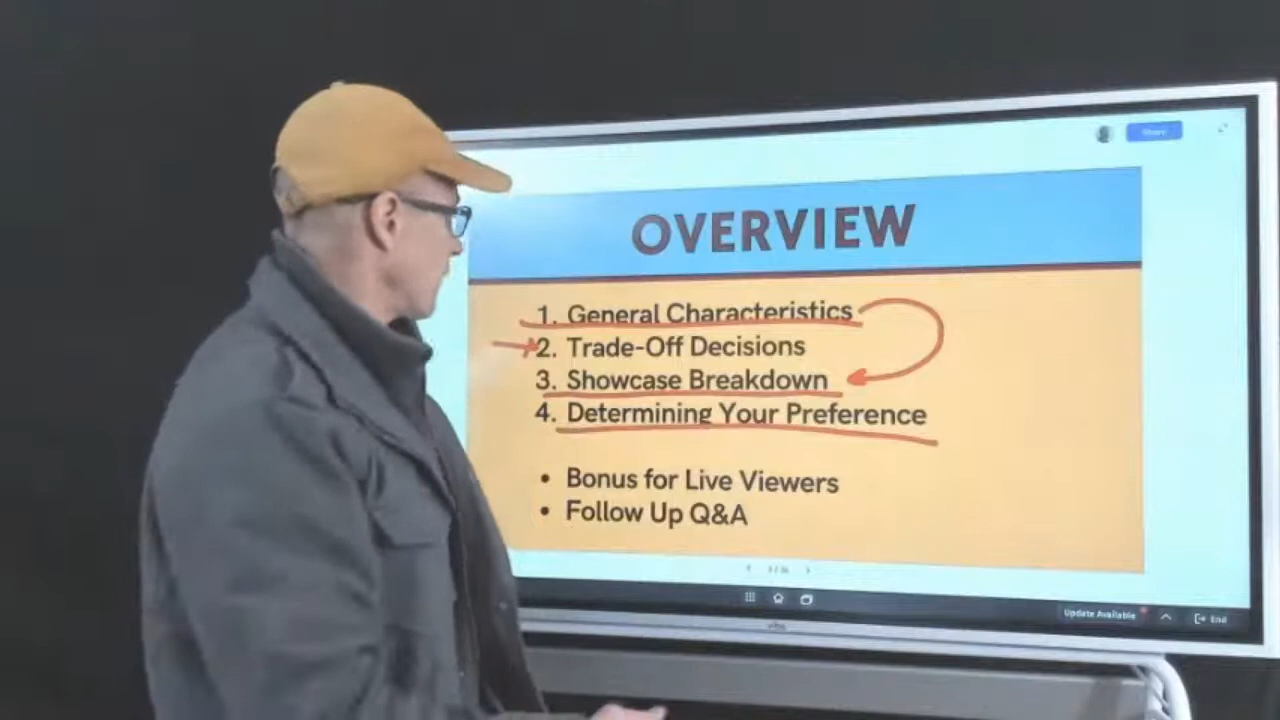 Share
OVERVIEW
1. General Characteristics
2. Trade-Off Decisions
3. Showcase Breakdown
4. Determining Your Preference
• Bonus for Live Viewers
• Follow Up Q&A
Update Available
End
vibe